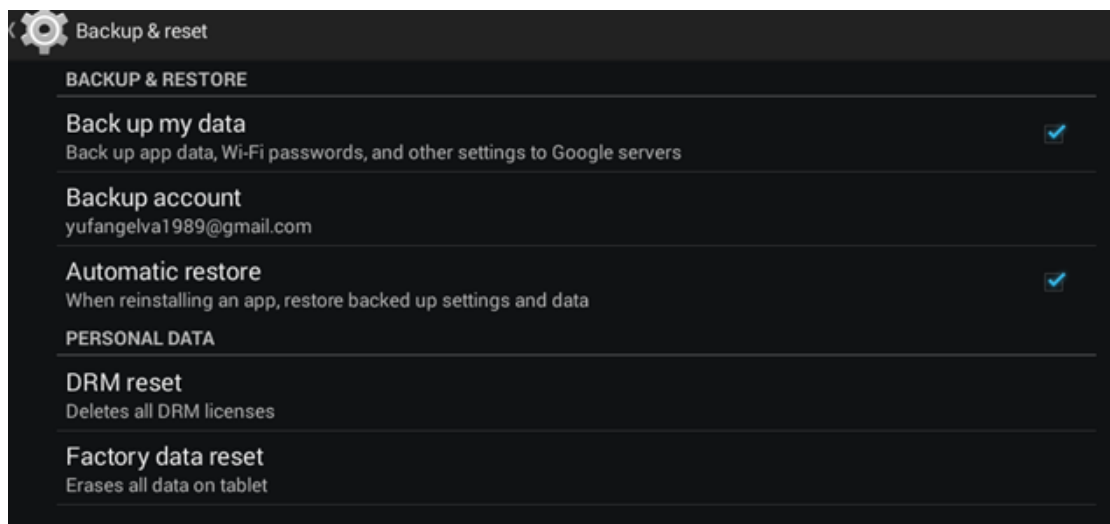 Backup & reset
BACKUP & RESTORE
Back up my data
Back up app data, Wi-Fi passwords, and other settings to Google servers
Backup account
yufangelva1989@gmail.com
Automatic restore
When reinstalling an app, restore backed up settings and data
PERSONAL DATA
DRM reset
Deletes all DRM licenses
Factory data reset
Erases all data on tablet